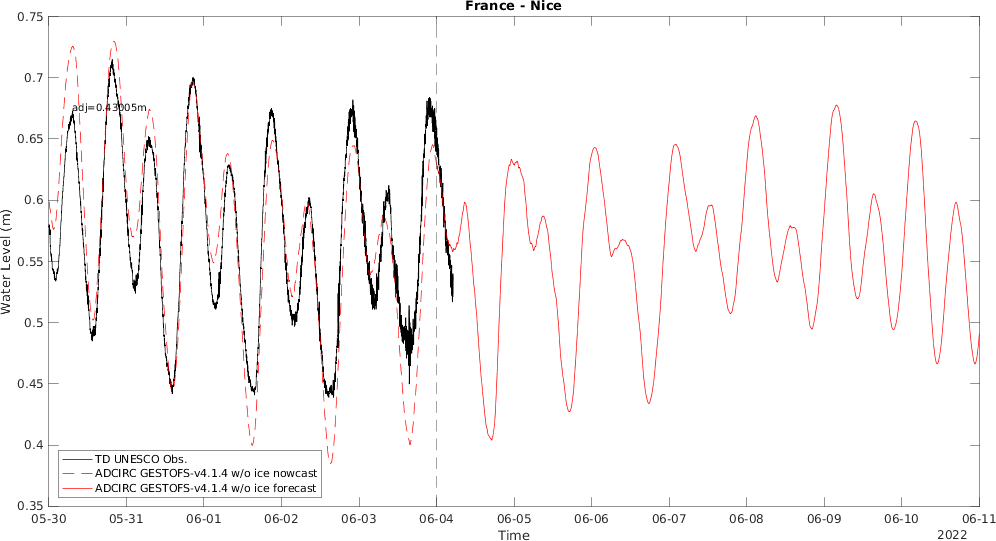 France - Nice
0.75
0.7
0.65
0.6
0.55
0.5
0.45
0.4
0.35
Water Level (m)
adj=0.43005m
TD UNESCO Obs.
ADCIRC GESTOFS-v4.1.4 w/o ice nowcast
ADCIRC GESTOFS-v4.1.4 w/o ice forecast
05-30 05-31 06-01 06-02 06-03 06-04 06-05 06-06 06-07 06-08 06-09 06-10 06-11
Time
2022